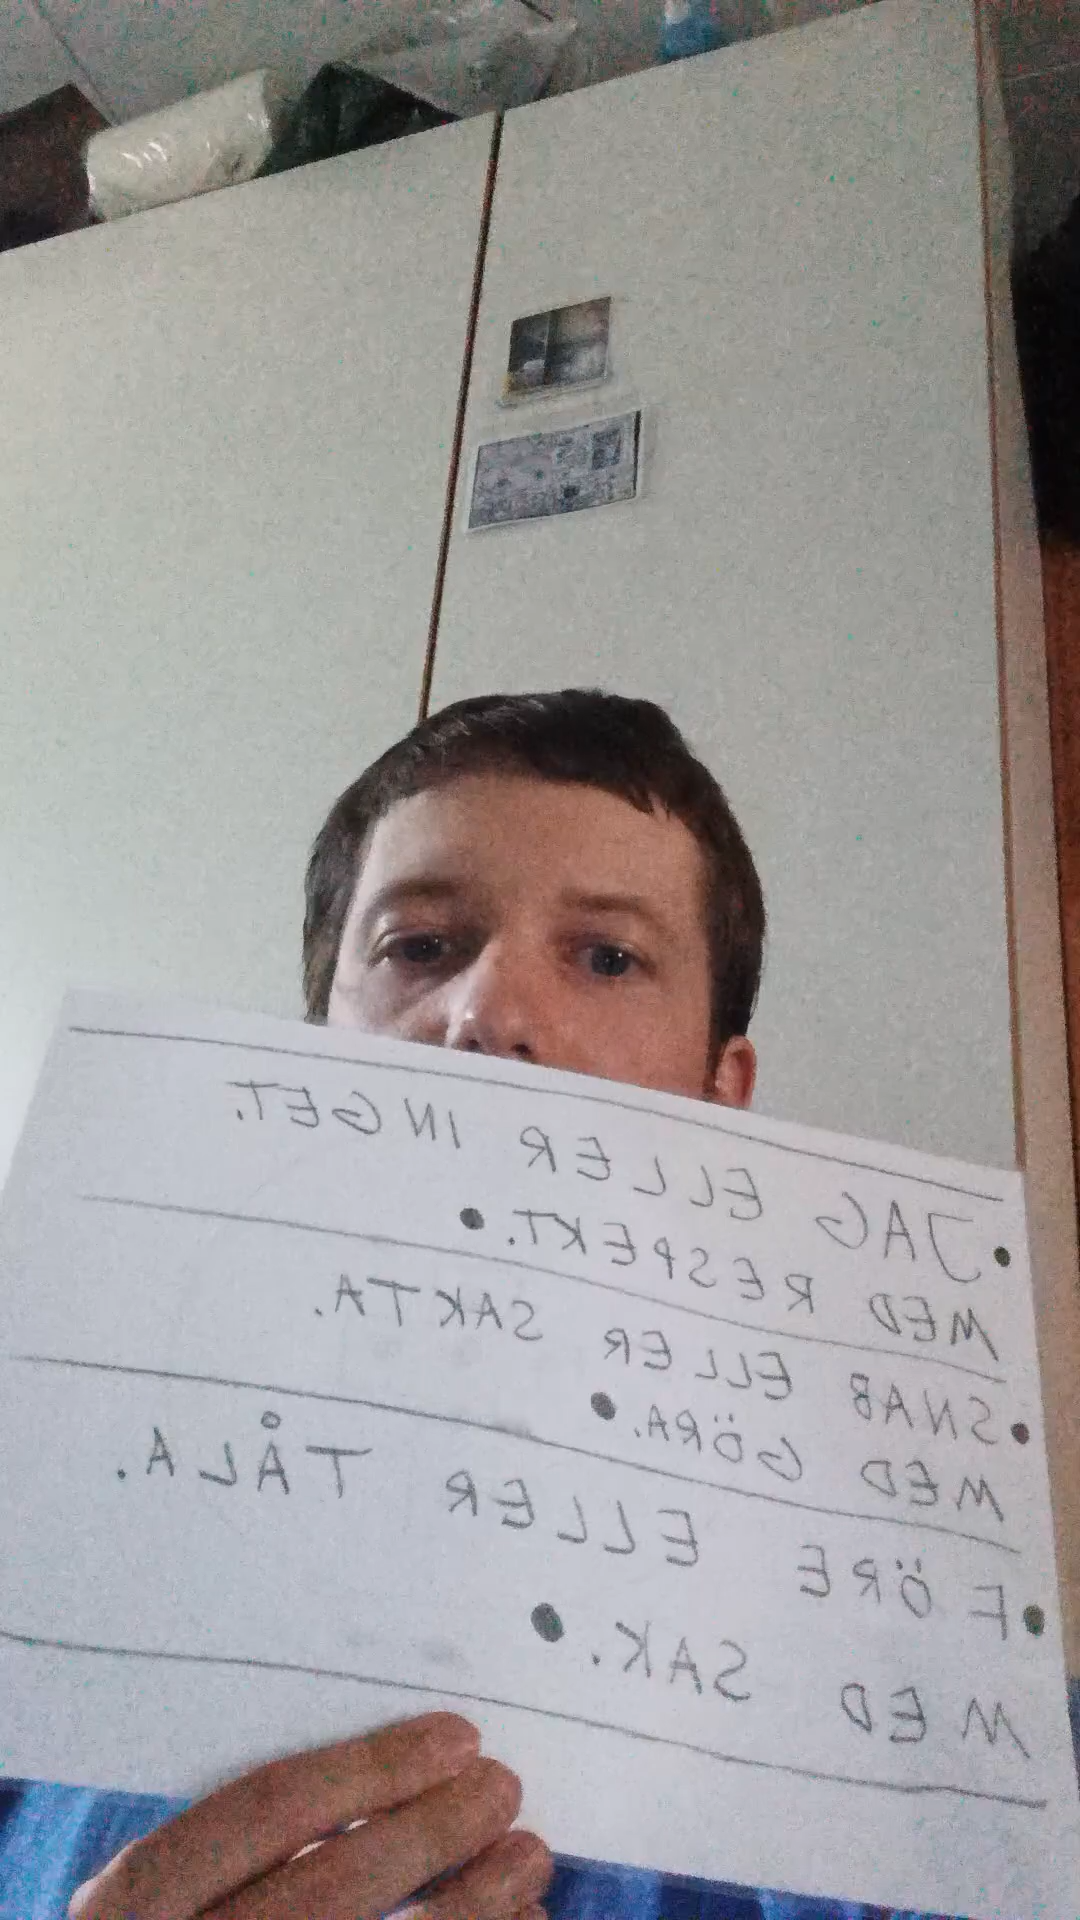 • JAG ELLER INGET.
MED RESPEKT. •
• SNAB ELLER SAKTA.
MED GÖRA. •
• FÖRE ELLER TÅLA.
MED SAK. •